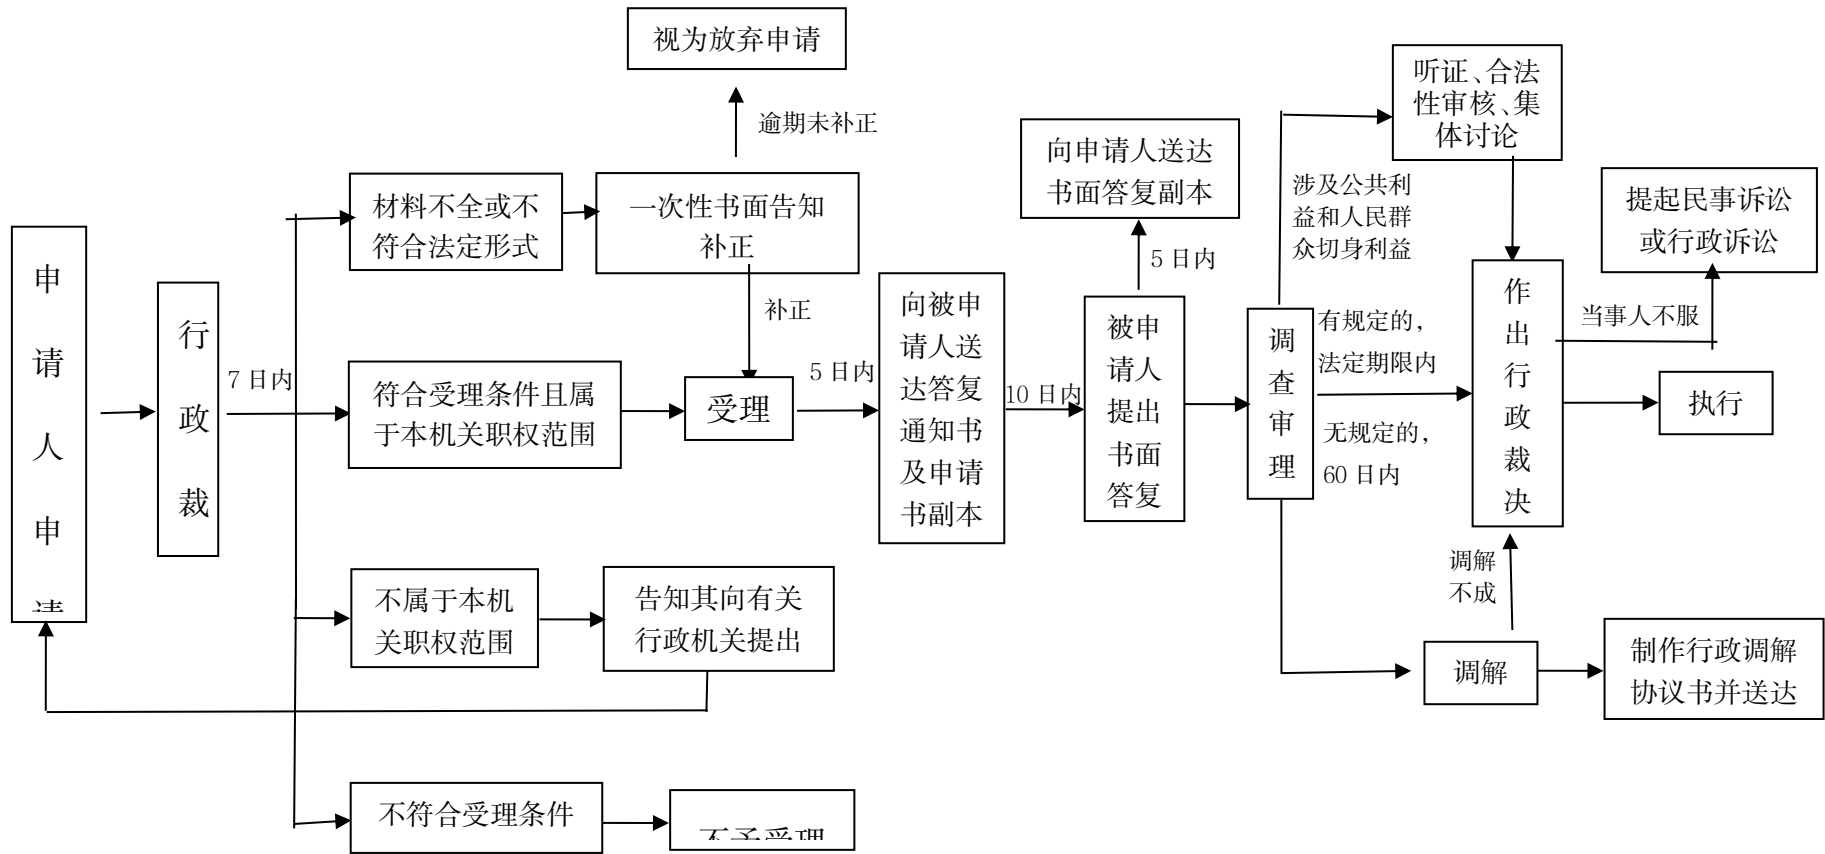 视为放弃申请
逾期未补正
听证、合法
性审核、集
体讨论
向申请人送达
书面答复副本
材料不全或不
符合法定形式
一次性书面告知
补正
涉及公共利
益和人民群
众切身利益
提起民事诉讼
或行政诉讼
申
请
人
申
请
行
政
裁
7 日内
补正
5 日内
符合受理条件且属
于本机关职权范围
受理
5 日内
向被申
请人送
达答复
通知书
及申请
书副本
10 日内
被申
请人
提出
书面
答复
调
查
审
理
有规定的，
法定期限内
无规定的，
60 日内
作
出
行
政
裁
决
当事人不服
执行
不属于本机
关职权范围
告知其向有关
行政机关提出
调解
不成
调解
制作行政调解
协议书并送达
不符合受理条件
不予受理